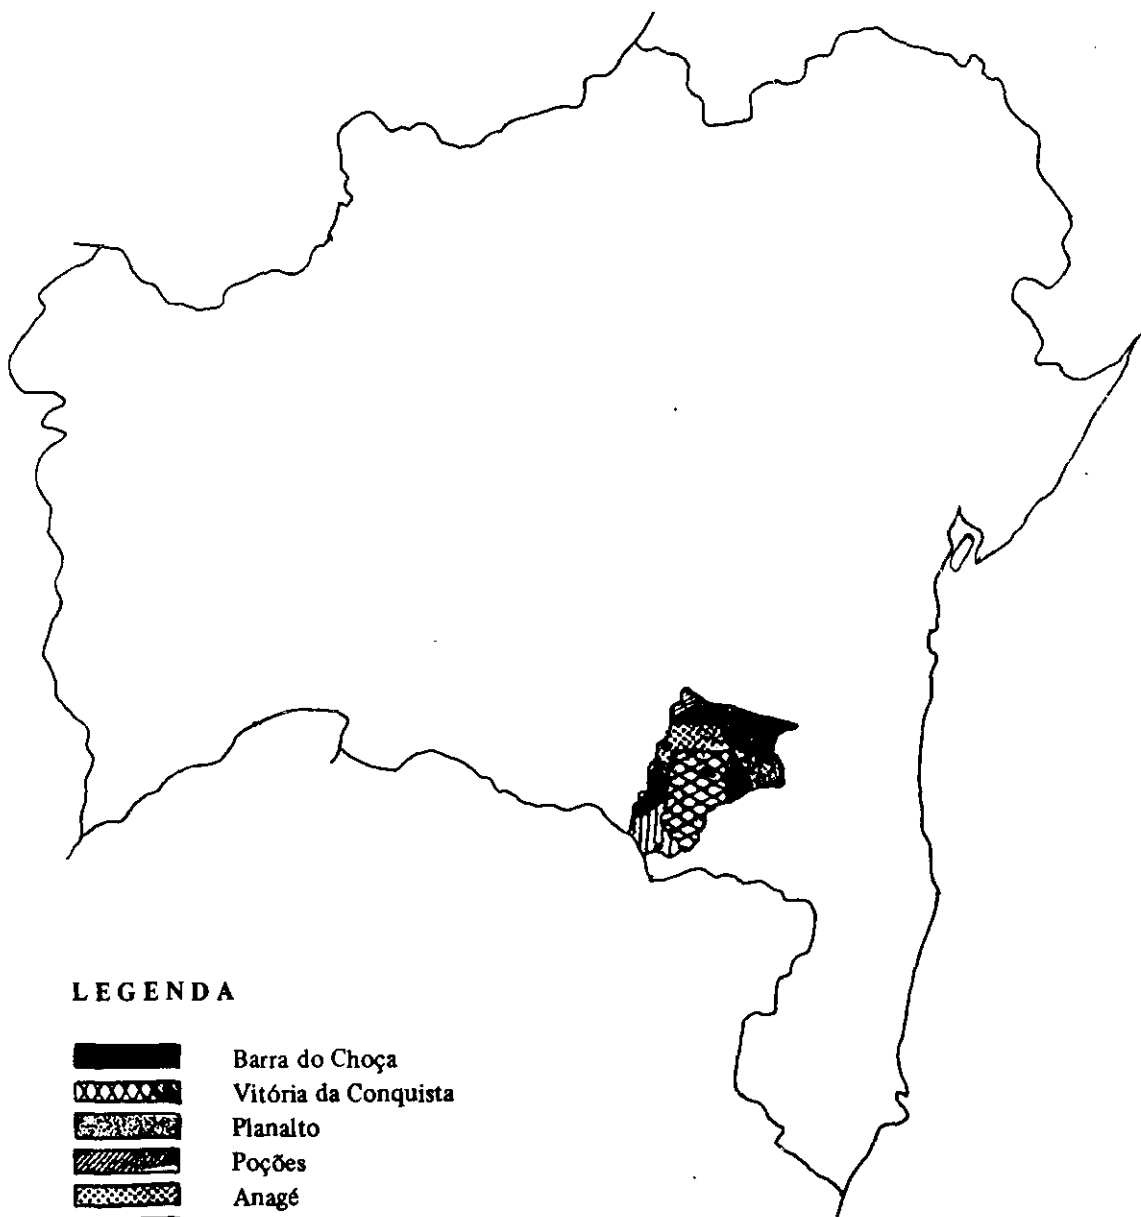 LEGENDA
Barra do Choça
Vitória da Conquista
Planalto
Poções
Anagé